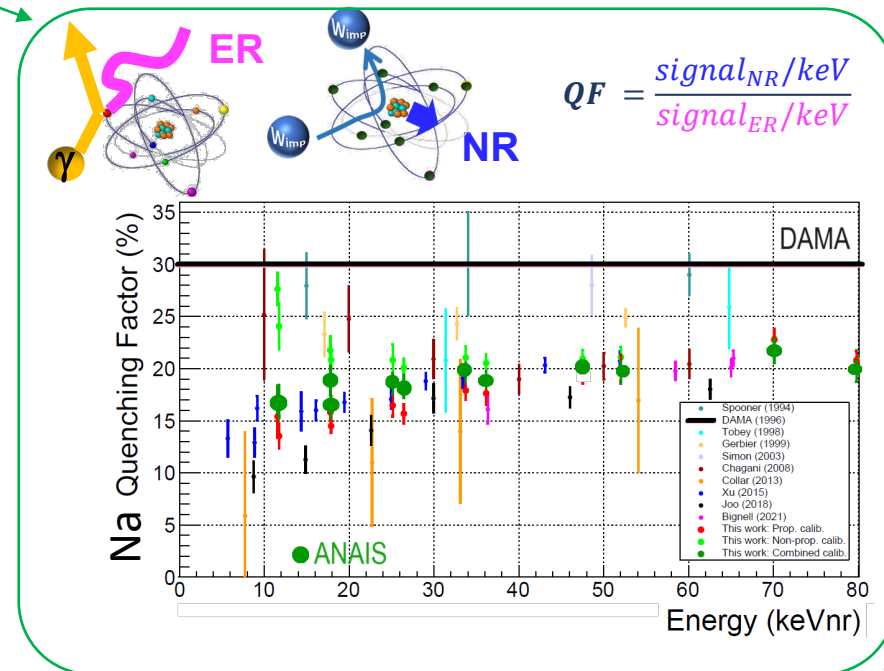 ER
γ
Wimp
Wimp
NR
QF = signal_NR/keV
signal_ER/keV
Na Quenching Factor (%)
35
30
25
20
15
10
5
0
DAMA
ANAIS
Spooner (1994)
DAMA (1996)
Tobey (1998)
Gerbier (1999)
Simon (2003)
Chagani (2008)
Collar (2013)
Xu (2015)
Joo (2018)
Bignell (2021)
This work: Prop. calib.
This work: Non-prop. calib.
This work: Combined calib.
0 10 20 30 40 50 60 70 80
Energy (keVnr)